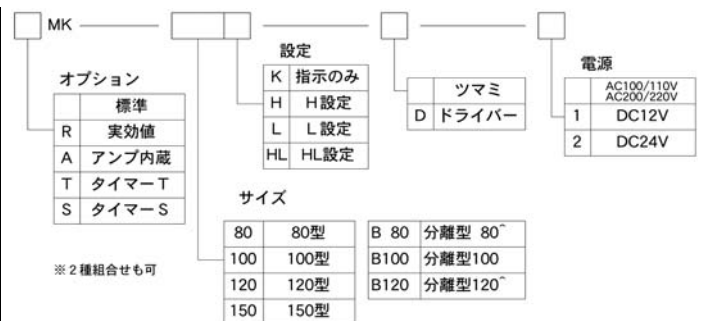 MK
オプション
標準
R 実効値
A アンプ内蔵
T タイマーT
S タイマーS
※2種組合せも可
設定
K 指示のみ
H H設定
L L設定
HL HL設定
ツマミ
D ドライバー
電源
AC100/110V
AC200/220V
1 DC12V
2 DC24V
サイズ
80 80型
100 100型
120 120型
150 150型
B 80 分離型 80^
B100 分離型100
B120 分離型120^